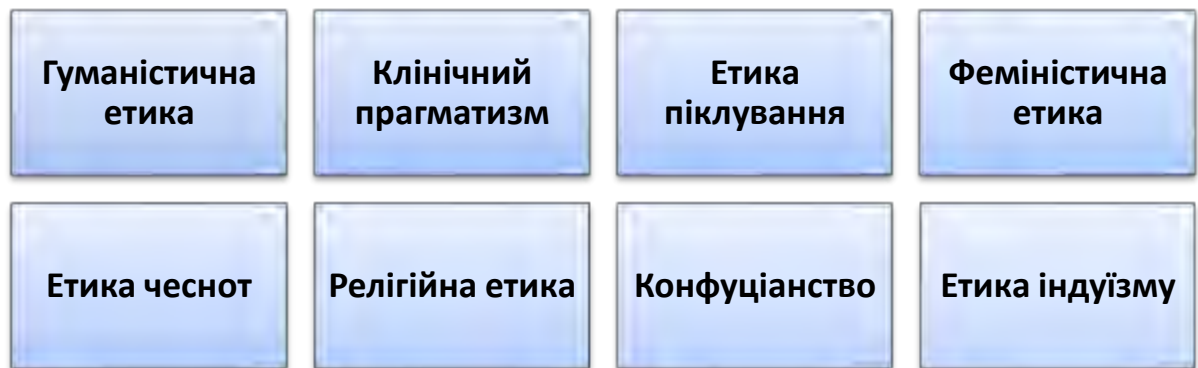 Гуманістична
етика
Клінічний
прагматизм
Етика
піклування
Феміністична
етика
Етика чеснот
Релігійна етика
Конфуціанство
Етика індуїзму